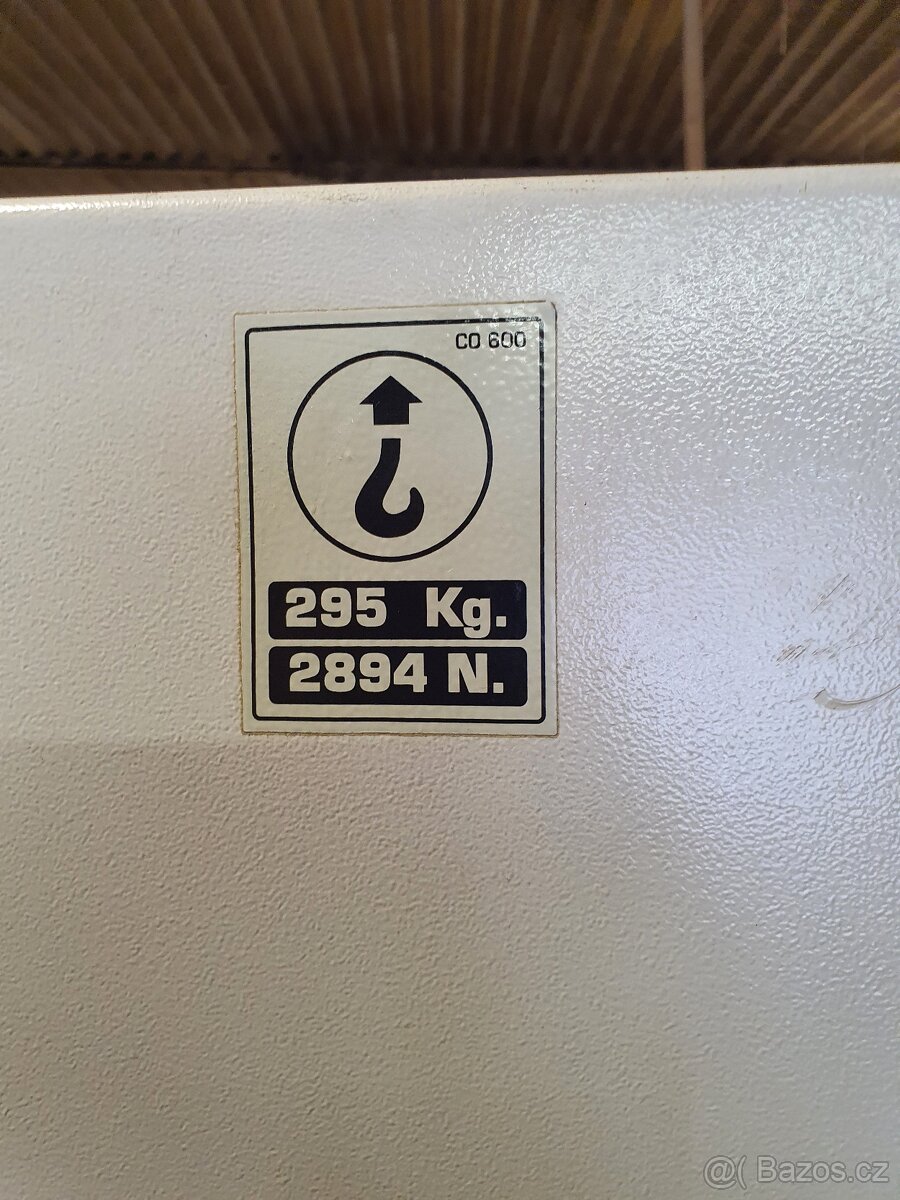 CO 600
295 Kg.
2894 N.
@( Bazos.cz